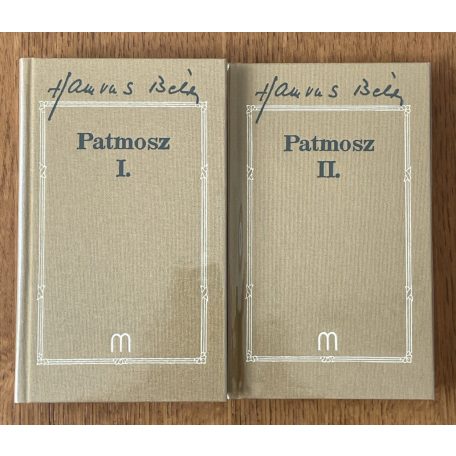 Hamvas Béla
Patmosz
I.
m
Hamvas Béla
Patmosz
II.
m